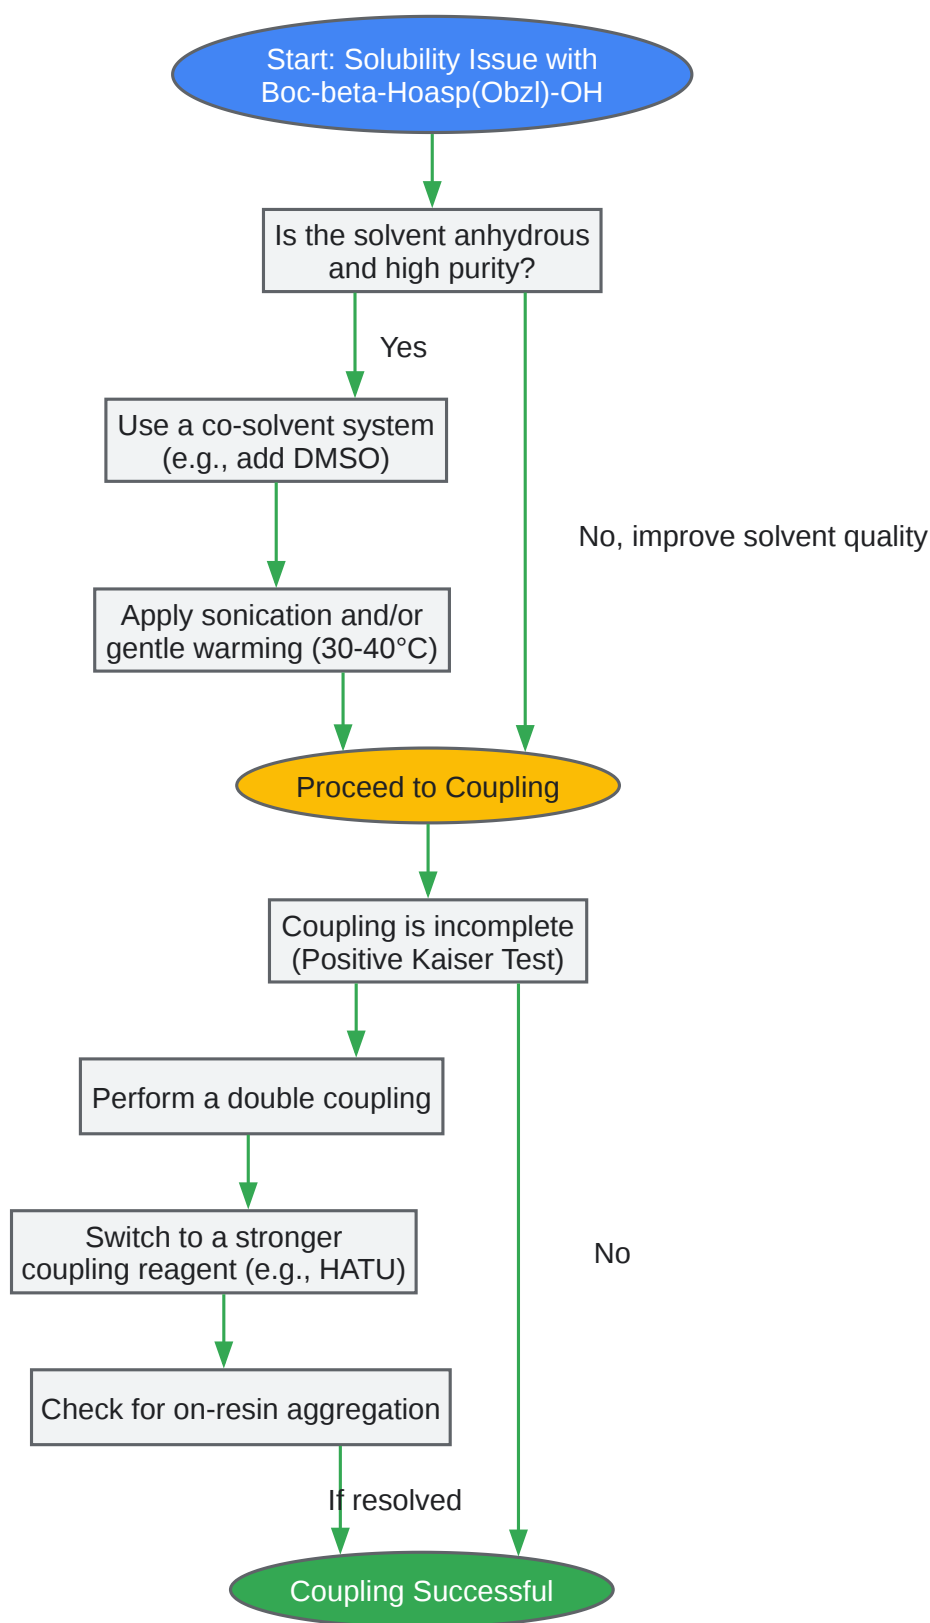 Start: Solubility Issue with
Boc-beta-Hoasp(Obzl)-OH
Is the solvent anhydrous
and high purity?
Yes
Use a co-solvent system
(e.g., add DMSO)
No, improve solvent quality
Apply sonication and/or
gentle warming (30-40°C)
Proceed to Coupling
Coupling is incomplete
(Positive Kaiser Test)
Perform a double coupling
Switch to a stronger
coupling reagent (e.g., HATU)
No
Check for on-resin aggregation
If resolved
Coupling Successful